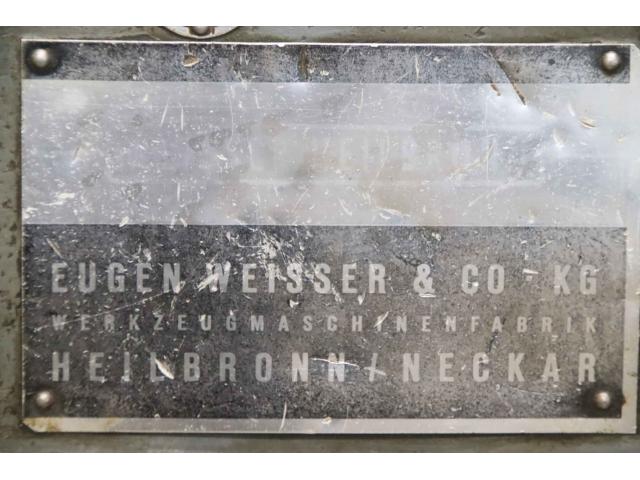 EUGEN WEISSER & CO · KG
WERKZEUGMASCHINENFABRIK
HEILBRONN / NECKAR